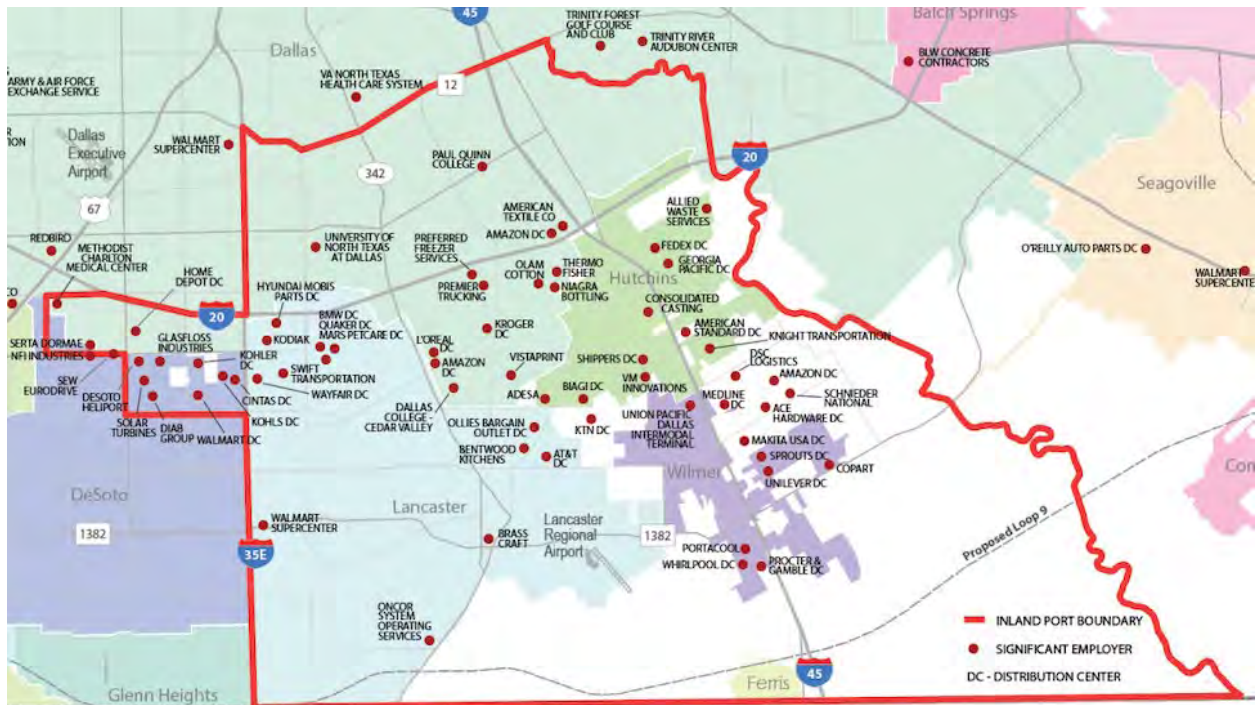 45
Balch Springs
TRINITY FOREST
GOLF COURSE
AND CLUB
TRINITY RIVER
AUDUBON CENTER
Dallas
BLW CONCRETE
CONTRACTORS
ARMY & AIR FORCE
EXCHANGE SERVICE
VA NORTH TEXAS
HEALTH CARE SYSTEM
12
Dallas
Executive
Airport
WALMART
SUPERCENTER
PAUL QUINN
COLLEGE
20
342
Seagoville
67
AMERICAN
TEXTILE CO
ALLIED
WASTE
SERVICES
REDBIRD
METHODIST
CHARLTON
MEDICAL CENTER
UNIVERSITY OF
NORTH TEXAS
AT DALLAS
PREFERRED
FREEZER
SERVICES
AMAZON DC
FEDEX DC
GEORGIA
PACIFIC DC
O'REILLY AUTO PARTS DC
HOME
DEPOT DC
OLAM
COTTON
THERMO
FISHER
Hutchins
WALMART
SUPERCENTE
CO
HYUNDAI MOBIS
PARTS DC
PREMIER
TRUCKING
NIAGRA
BOTTLING
CONSOLIDATED
CASTING
20
BMW DC
QUAKER DC
MARS PETCARE DC
KROGER
DC
AMERICAN
STANDARD DC
KNIGHT TRANSPORTATION
SERTA DORMAE
NFI INDUSTRIES
GLASFLOSS
INDUSTRIES
KOHLER
DC
KODIAK
L'OREAL
DC
AMAZON
DC
VISTAPRINT
SHIPPERS DC
DSC
LOGISTICS
AMAZON DC
SEW
EURODRIVE
SWIFT
TRANSPORTATION
VM
INNOVATIONS
SCHNIEDER
NATIONAL
DESOTO
HELIPORT
CINTAS DC
WAYFAIR DC
DALLAS
COLLEGE -
CEDAR VALLEY
ADESA
BIAGI DC
UNION PACIFIC
DALLAS
INTERMODAL
TERMINAL
MEDLINE
DC
ACE
HARDWARE DC
SOLAR
TURBINES
DIAB
GROUP
WALMART DC
KOHLS DC
OLLIES BARGAIN
OUTLET DC
KTN DC
MAKITA USA DC
BENTWOOD
KITCHENS
AT&T
DC
SPROUTS DC
COPART
Wilmer
UNILEVER DC
DeSoto
Lancaster
Con
1382
WALMART
SUPERCENTER
BRASS
CRAFT
Lancaster
Regional
Airport
1382
Proposed Loop 9
35E
PORTACOOL
WHIRLPOOL DC
PROCTER &
GAMBLE DC
ONCOR
SYSTEM
OPERATING
SERVICES
INLAND PORT BOUNDARY
SIGNIFICANT EMPLOYER
DC - DISTRIBUTION CENTER
45
Ferris
Glenn Heights